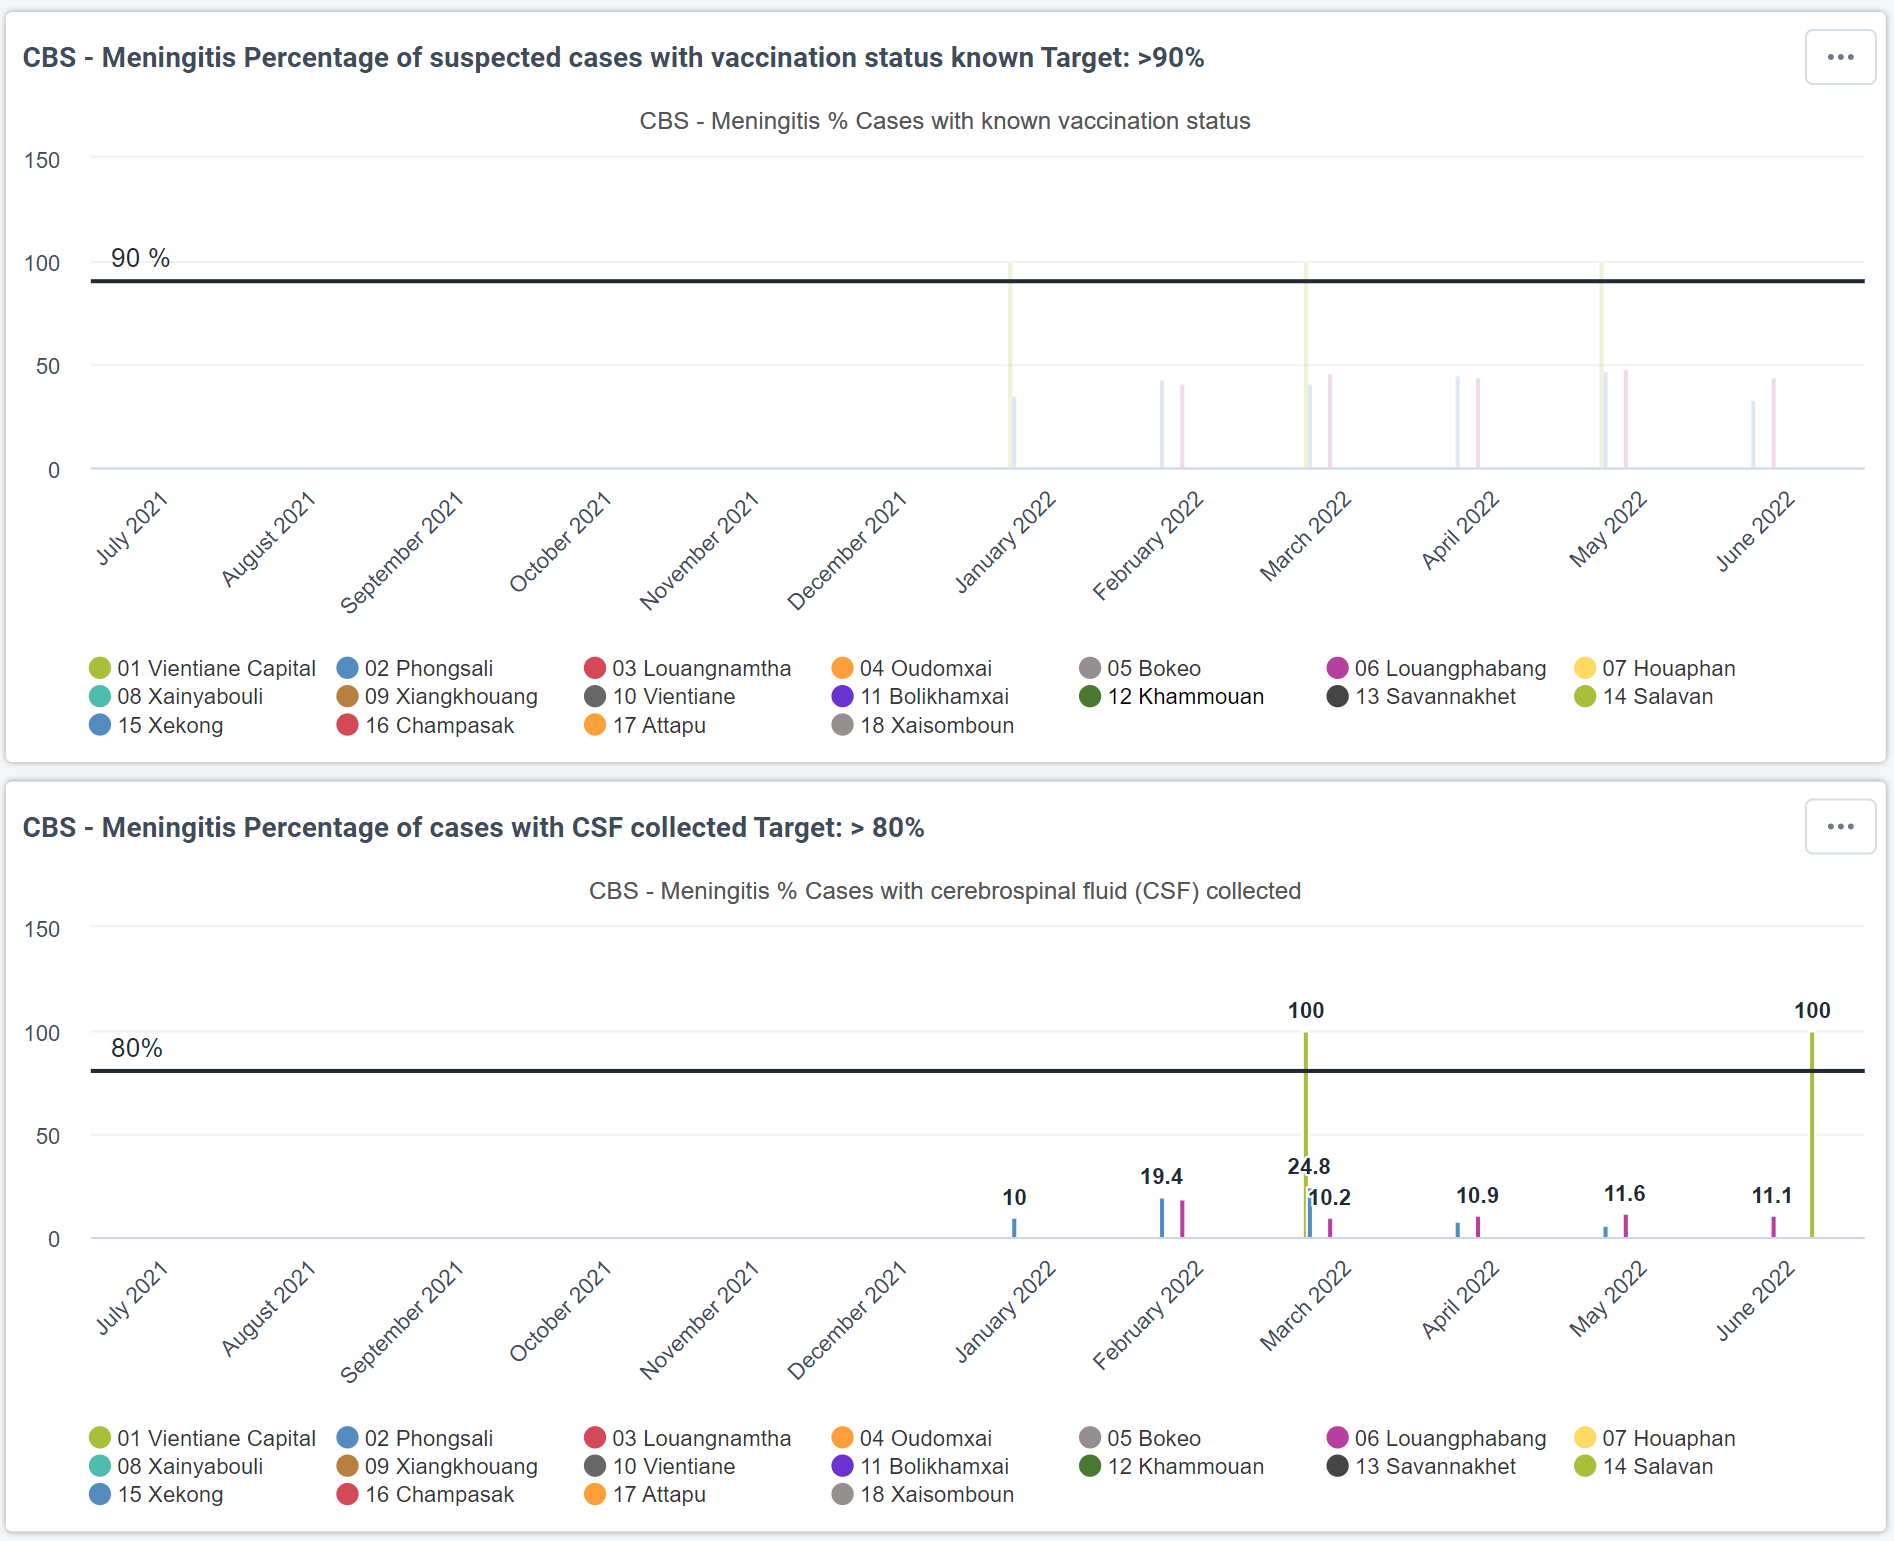 CBS - Meningitis Percentage of suspected cases with vaccination status known Target: >90%
CBS - Meningitis % Cases with known vaccination status
150
100
90 %
50
0
July 2021
August 2021
September 2021
October 2021
November 2021
December 2021
January 2022
February 2022
March 2022
April 2022
May 2022
June 2022
01 Vientiane Capital 02 Phongsali 03 Louangnamtha 04 Oudomxai 05 Bokeo 06 Louangphabang 07 Houaphan
08 Xainyabouli 09 Xiangkhouang 10 Vientiane 11 Bolikhamxai 12 Khammouan 13 Savannakhet 14 Salavan
15 Xekong 16 Champasak 17 Attapu 18 Xaisomboun
CBS - Meningitis Percentage of cases with CSF collected Target: > 80%
CBS - Meningitis % Cases with cerebrospinal fluid (CSF) collected
150
100 100
100
80%
50
24.8
19.4
10 10.2 10.9 11.6 11.1
0
July 2021
August 2021
September 2021
October 2021
November 2021
December 2021
January 2022
February 2022
March 2022
April 2022
May 2022
June 2022
01 Vientiane Capital 02 Phongsali 03 Louangnamtha 04 Oudomxai 05 Bokeo 06 Louangphabang 07 Houaphan
08 Xainyabouli 09 Xiangkhouang 10 Vientiane 11 Bolikhamxai 12 Khammouan 13 Savannakhet 14 Salavan
15 Xekong 16 Champasak 17 Attapu 18 Xaisomboun